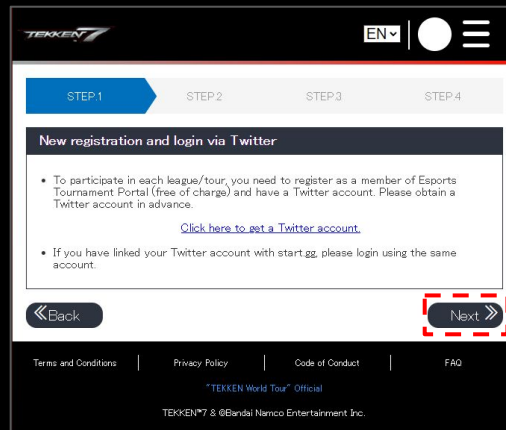 TEKKEN 7
EN
STEP.1 STEP.2 STEP.3 STEP.4
New registration and login via Twitter
• To participate in each league/tour, you need to register as a member of Esports
Tournament Portal (free of charge) and have a Twitter account. Please obtain a
Twitter account in advance.
Click here to get a Twitter account.
• If you have linked your Twitter account with start.gg, please login using the same
account.
Back Next
Terms and Conditions | Privacy Policy | Code of Conduct | FAQ
"TEKKEN World Tour" Official
TEKKEN™7 & ©Bandai Namco Entertainment Inc.